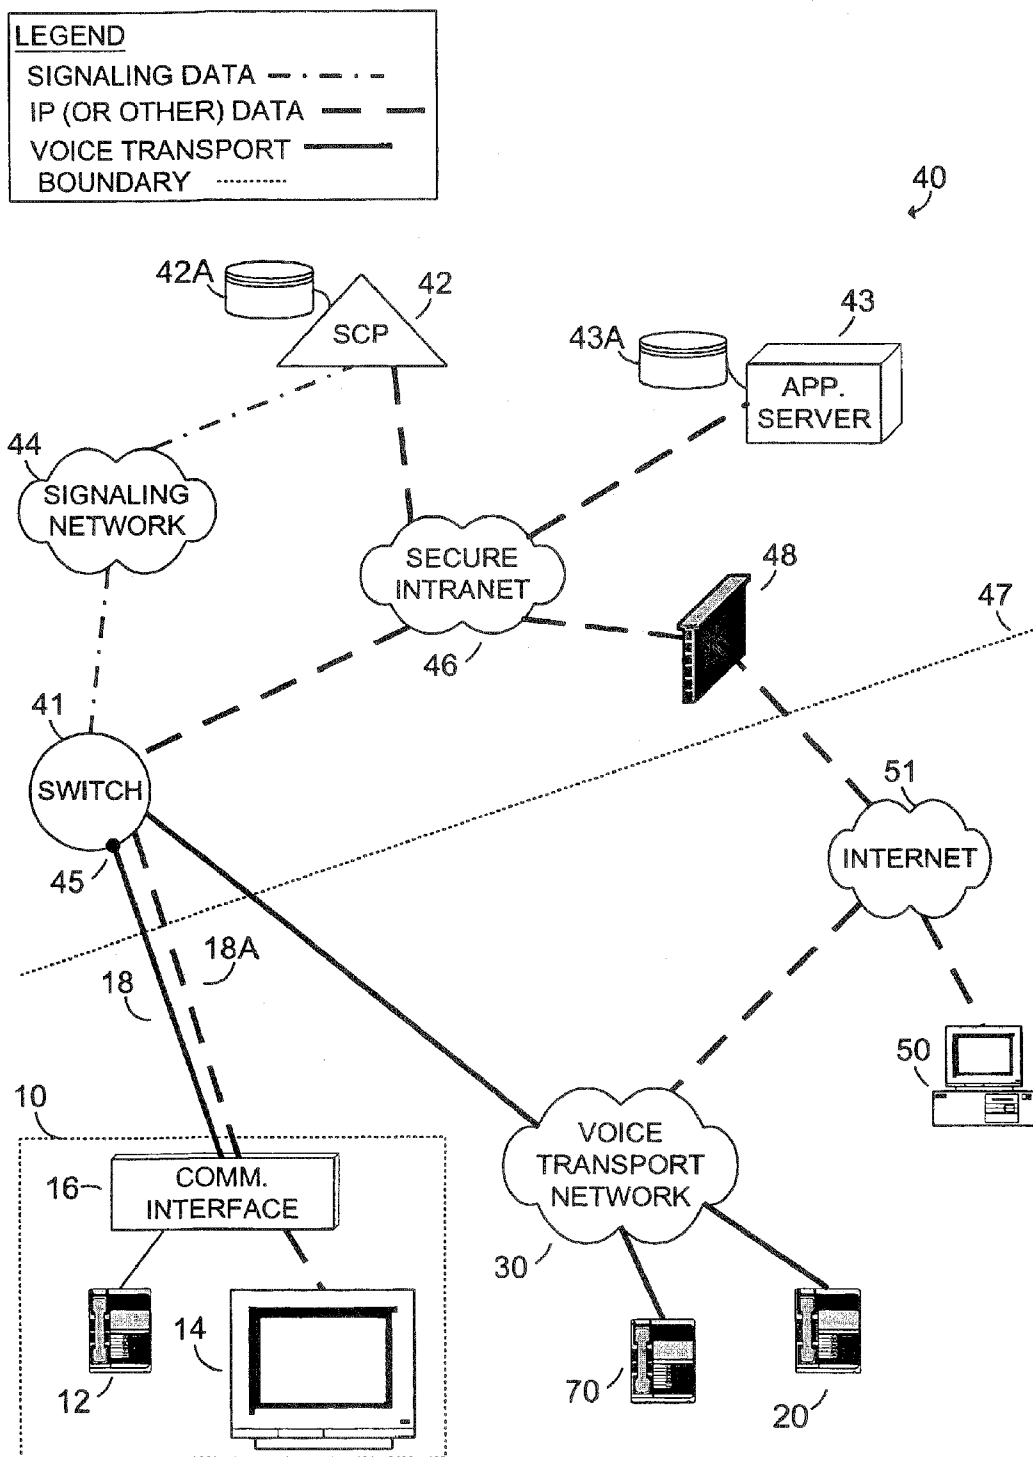 LEGEND
SIGNALING DATA
IP (OR OTHER) DATA
VOICE TRANSPORT
BOUNDARY
40
42A
42
SCP
43
43A
APP.
SERVER
44
SIGNALING
NETWORK
SECURE
INTRANET
46
48
47
41
SWITCH
45
51
INTERNET
18A
18
50
10
VOICE
TRANSPORT
NETWORK
30
16
COMM.
INTERFACE
14
12
70
20